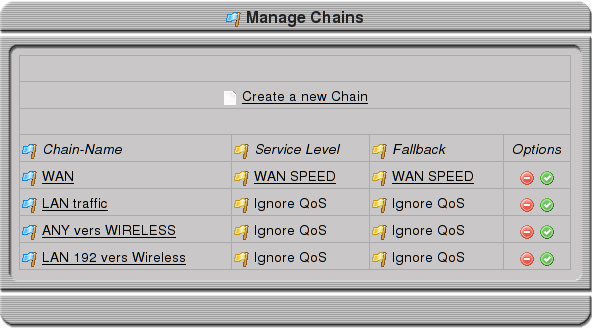 Manage Chains
Create a new Chain
Chain-Name Service Level Fallback Options
WAN WAN SPEED WAN SPEED
LAN traffic Ignore QoS Ignore QoS
ANY vers WIRELESS Ignore QoS Ignore QoS
LAN 192 vers Wireless Ignore QoS Ignore QoS